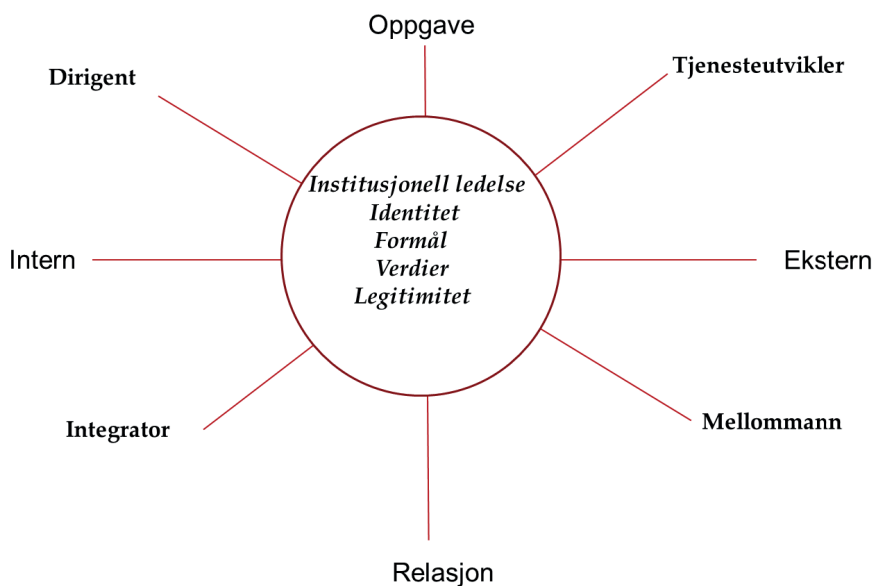 Oppgave
Dirigent
Tjenesteutvikler
Institusjonell ledelse
Identitet
Formål
Verdier
Legitimitet
Intern
Ekstern
Integrator
Mellommann
Relasjon